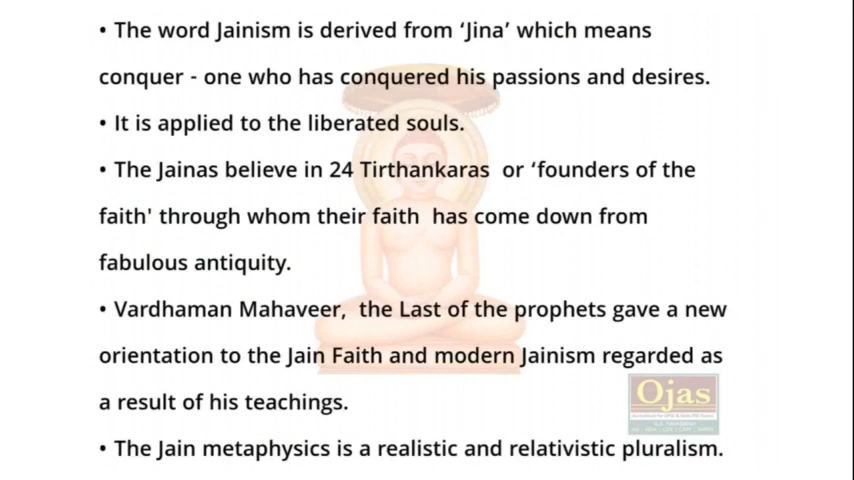 • The word Jainism is derived from ‘Jina’ which means
conquer - one who has conquered his passions and desires.
• It is applied to the liberated souls.
• The Jainas believe in 24 Tirthankaras or ‘founders of the
faith' through whom their faith has come down from
fabulous antiquity.
• Vardhaman Mahaveer, the Last of the prophets gave a new
orientation to the Jain Faith and modern Jainism regarded as
a result of his teachings.
Ojas
• The Jain metaphysics is a realistic and relativistic pluralism.